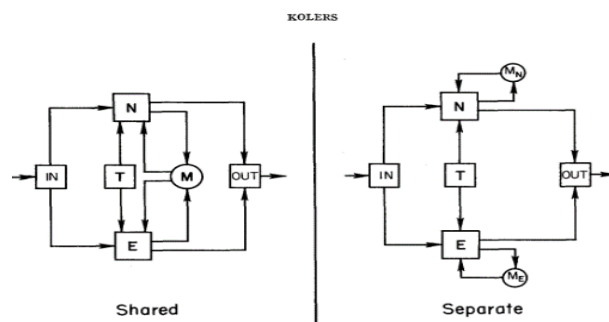 KOLERS
N
IN
T
M
OUT
E
Shared
M_N
N
IN
T
OUT
E
M_E
Separate